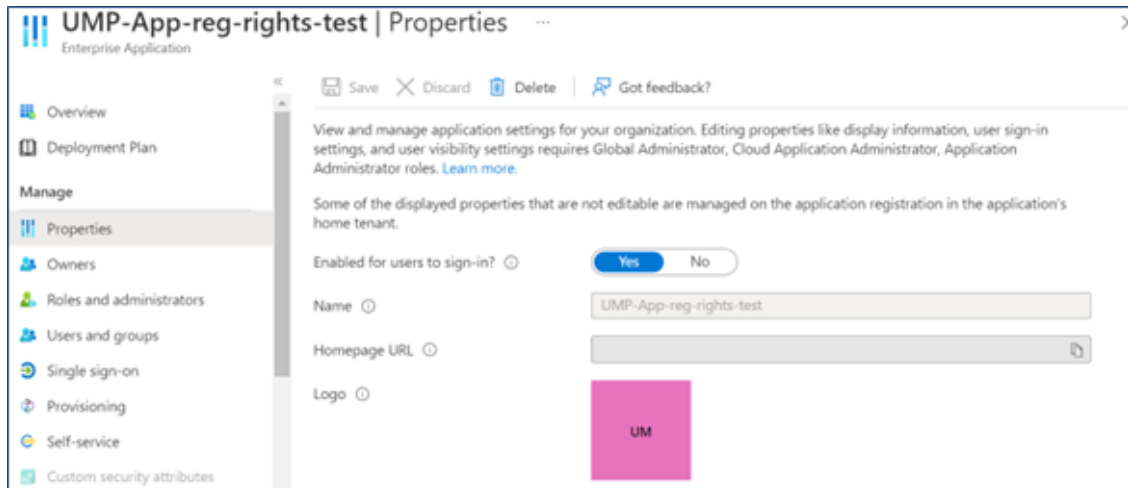 UMP-App-reg-rights-test | Properties ...
Enterprise Application
Overview
Deployment Plan
Manage
Properties
Owners
Roles and administrators
Users and groups
Single sign-on
Provisioning
Self-service
Custom security attributes
Save Discard Delete Got feedback?
View and manage application settings for your organization. Editing properties like display information, user sign-in
settings, and user visibility settings requires Global Administrator, Cloud Application Administrator, Application
Administrator roles. Learn more.
Some of the displayed properties that are not editable are managed on the application registration in the application's
home tenant.
Enabled for users to sign-in? Yes No
Name UMP-App-reg-rights-test
Homepage URL
Logo
UM